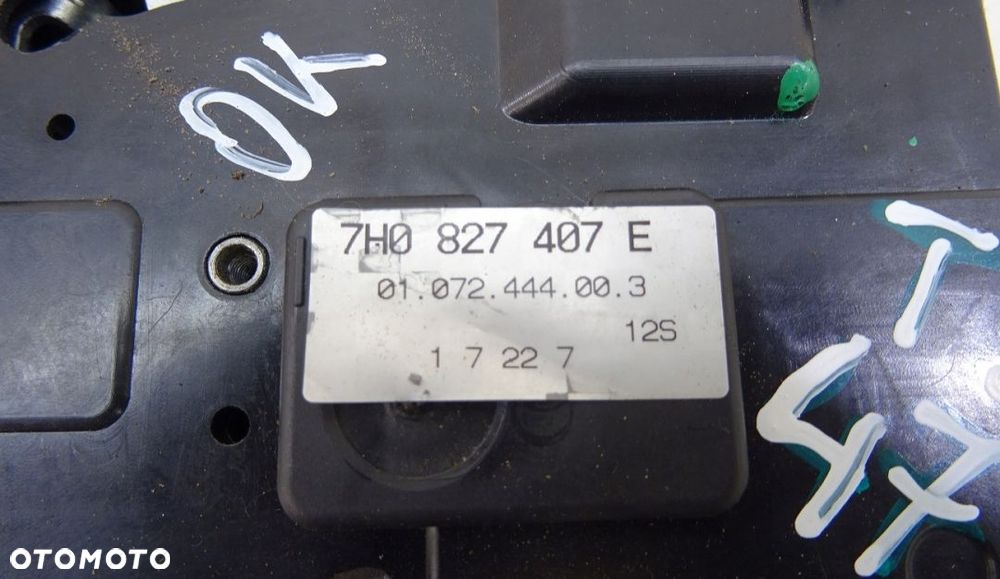 OK
7H0 827 407 E
01.072.444.00.3
12S
1 7 22 7
OTOMOTO